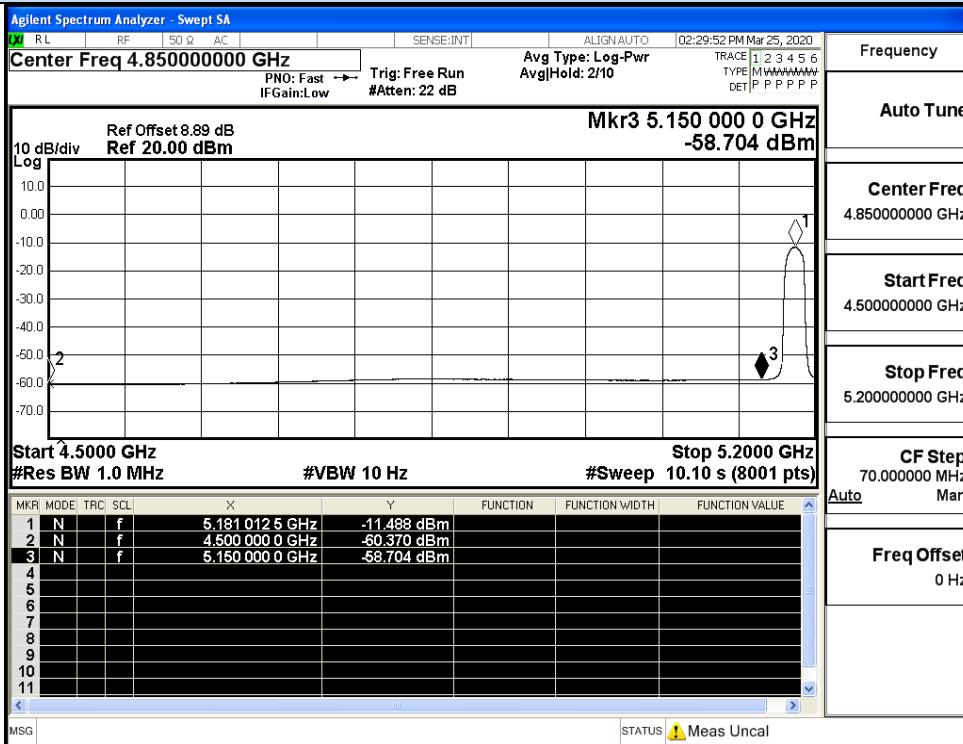 Agilent Spectrum Analyzer - Swept SA
LXI RL RF 50 Ω AC SENSE:INT ALIGN AUTO 02:29:52 PM Mar 25, 2020
Center Freq 4.850000000 GHz
PNO: Fast
IFGain:Low
Trig: Free Run
#Atten: 22 dB
Avg Type: Log-Pwr
Avg|Hold: 2/10
TRACE 1 2 3 4 5 6
TYPE M W W W W W
DET P P P P P P
Ref Offset 8.89 dB
10 dB/div Ref 20.00 dBm
Log
Mkr3 5.150 000 0 GHz
-58.704 dBm
10.0
0.00
-10.0
-20.0
-30.0
-40.0
-50.0
-60.0
-70.0
1
2
3
Start 4.5000 GHz Stop 5.2000 GHz
#Res BW 1.0 MHz #VBW 10 Hz #Sweep 10.10 s (8001 pts)
MKR MODE TRC SCL X Y FUNCTION FUNCTION WIDTH FUNCTION VALUE
1 N f 5.181 012 5 GHz -11.488 dBm
2 N f 4.500 000 0 GHz -60.370 dBm
3 N f 5.150 000 0 GHz -58.704 dBm
4
5
6
7
8
9
10
11
MSG STATUS Meas Uncal
Frequency
Auto Tune
Center Freq
4.850000000 GHz
Start Freq
4.500000000 GHz
Stop Freq
5.200000000 GHz
CF Step
70.000000 MHz
Auto Man
Freq Offset
0 Hz